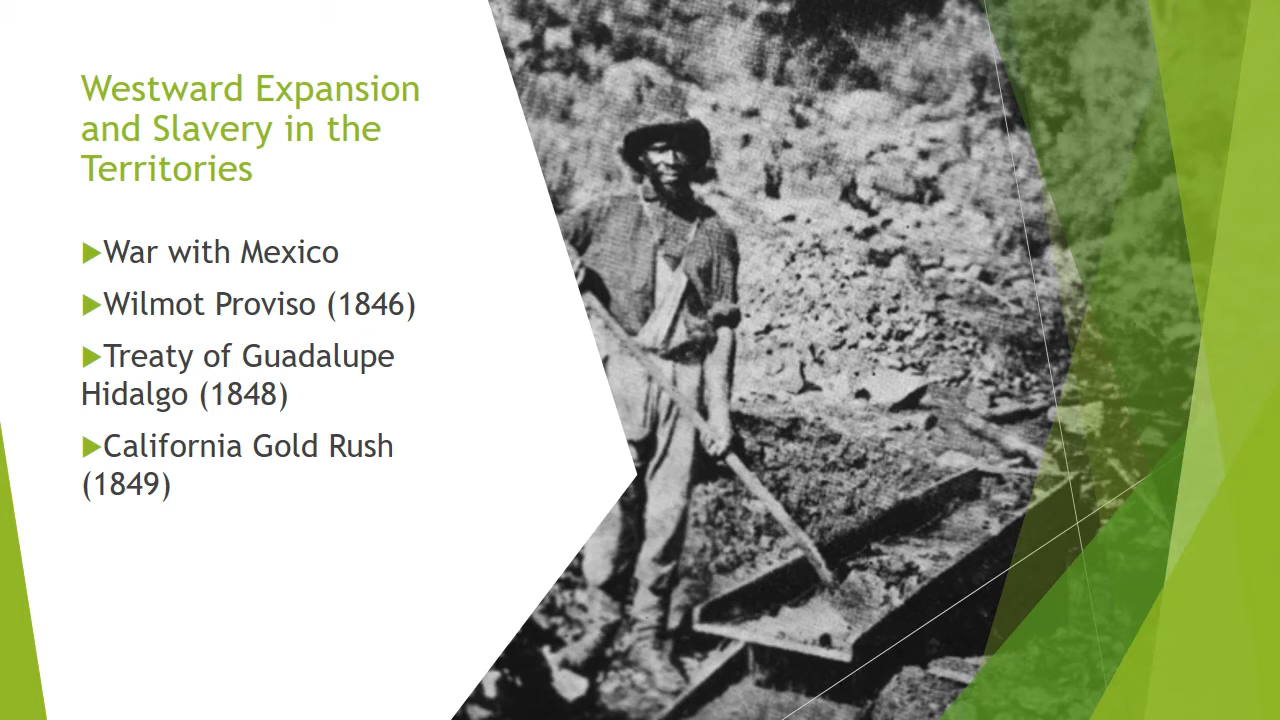 Westward Expansion
and Slavery in the
Territories
War with Mexico
Wilmot Proviso (1846)
Treaty of Guadalupe
Hidalgo (1848)
California Gold Rush
(1849)